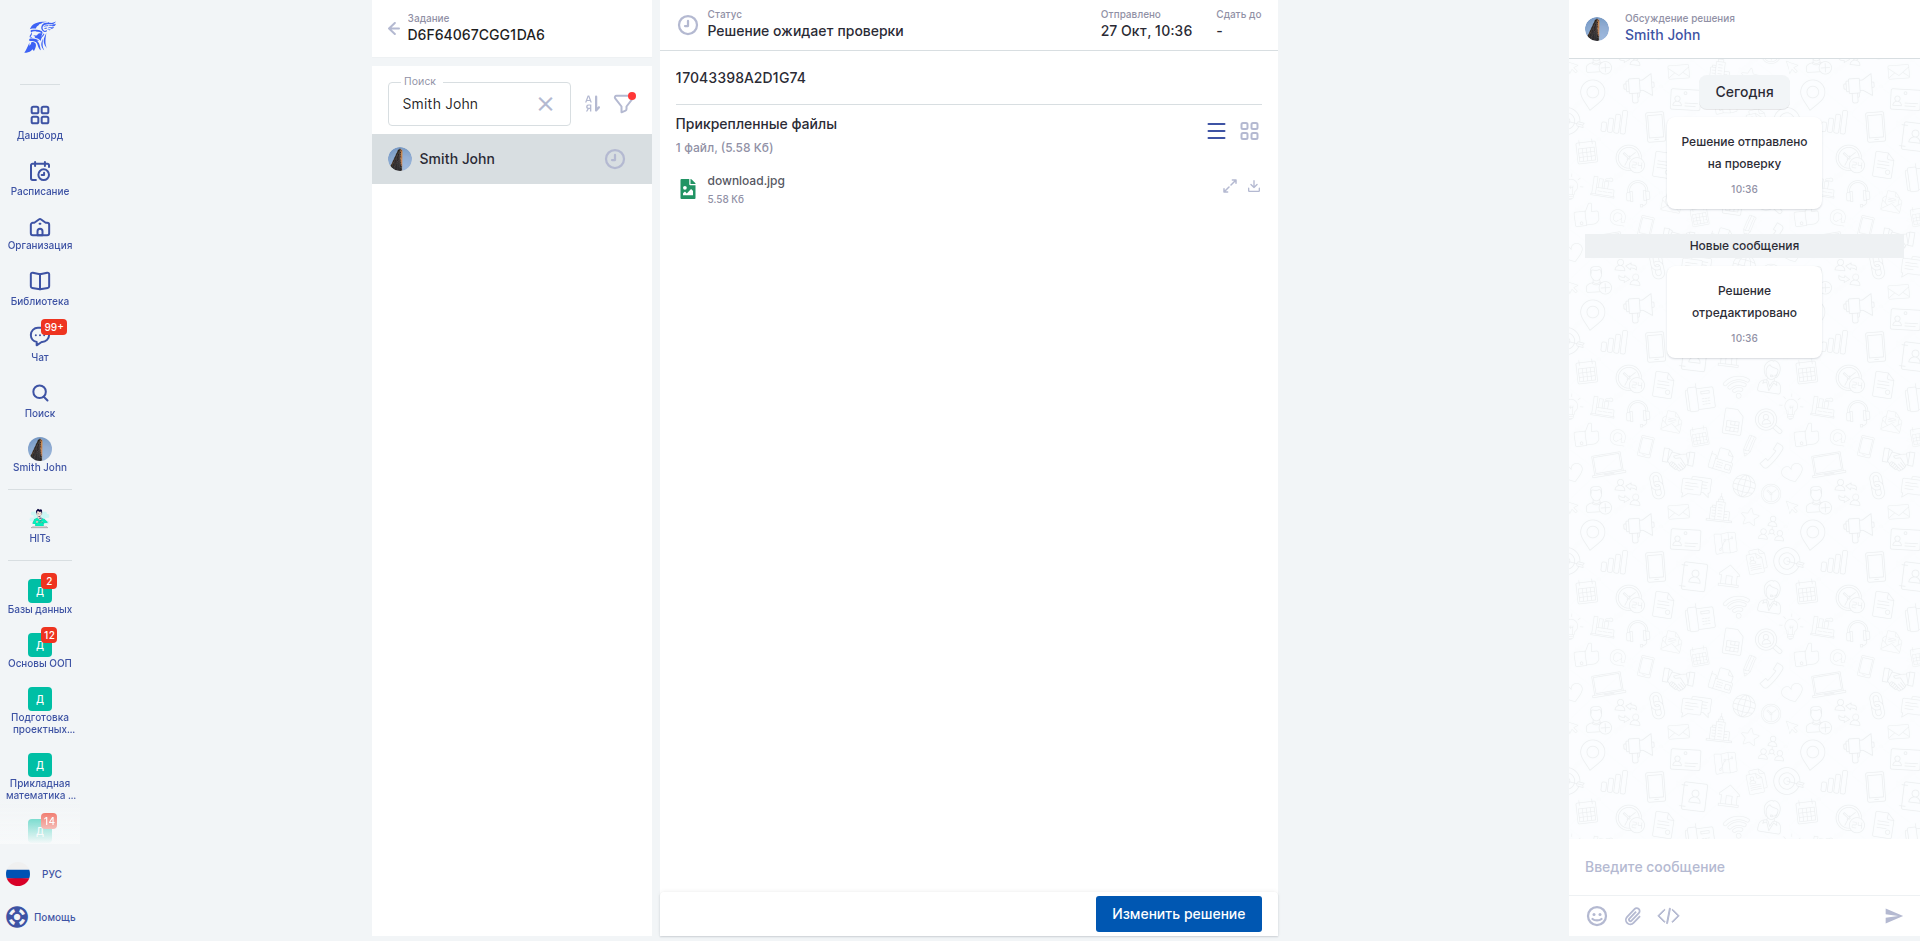 Дашборд
Расписание
Организация
Библиотека
99+
Чат
Поиск
Smith John
HITs
2
Д
Базы данных
12
Д
Основы ООП
Д
Подготовка
проектных...
Д
Прикладная
математика ...
14
Д
РУС
Помощь
Задание
D6F64067CGG1DA6
Поиск
Smith John
А
Я
Smith John
Статус
Решение ожидает проверки
Отправлено
27 Окт, 10:36
Сдать до
-
17043398A2D1G74
Прикрепленные файлы
1 файл, (5.58 Кб)
download.jpg
5.58 Кб
Изменить решение
Обсуждение решения
Smith John
Сегодня
Решение отправлено
на проверку
10:36
Новые сообщения
Решение
отредактировано
10:36
Введите сообщение